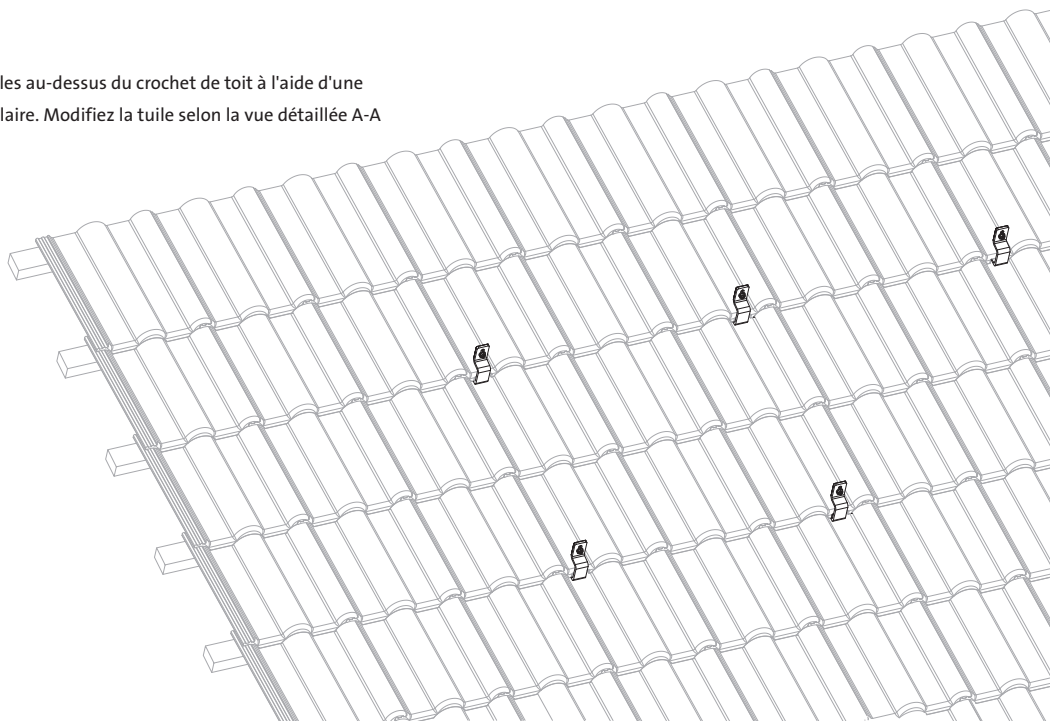 les au-dessus du crochet de toit à l'aide d'une
laire. Modifiez la tuile selon la vue détaillée A-A